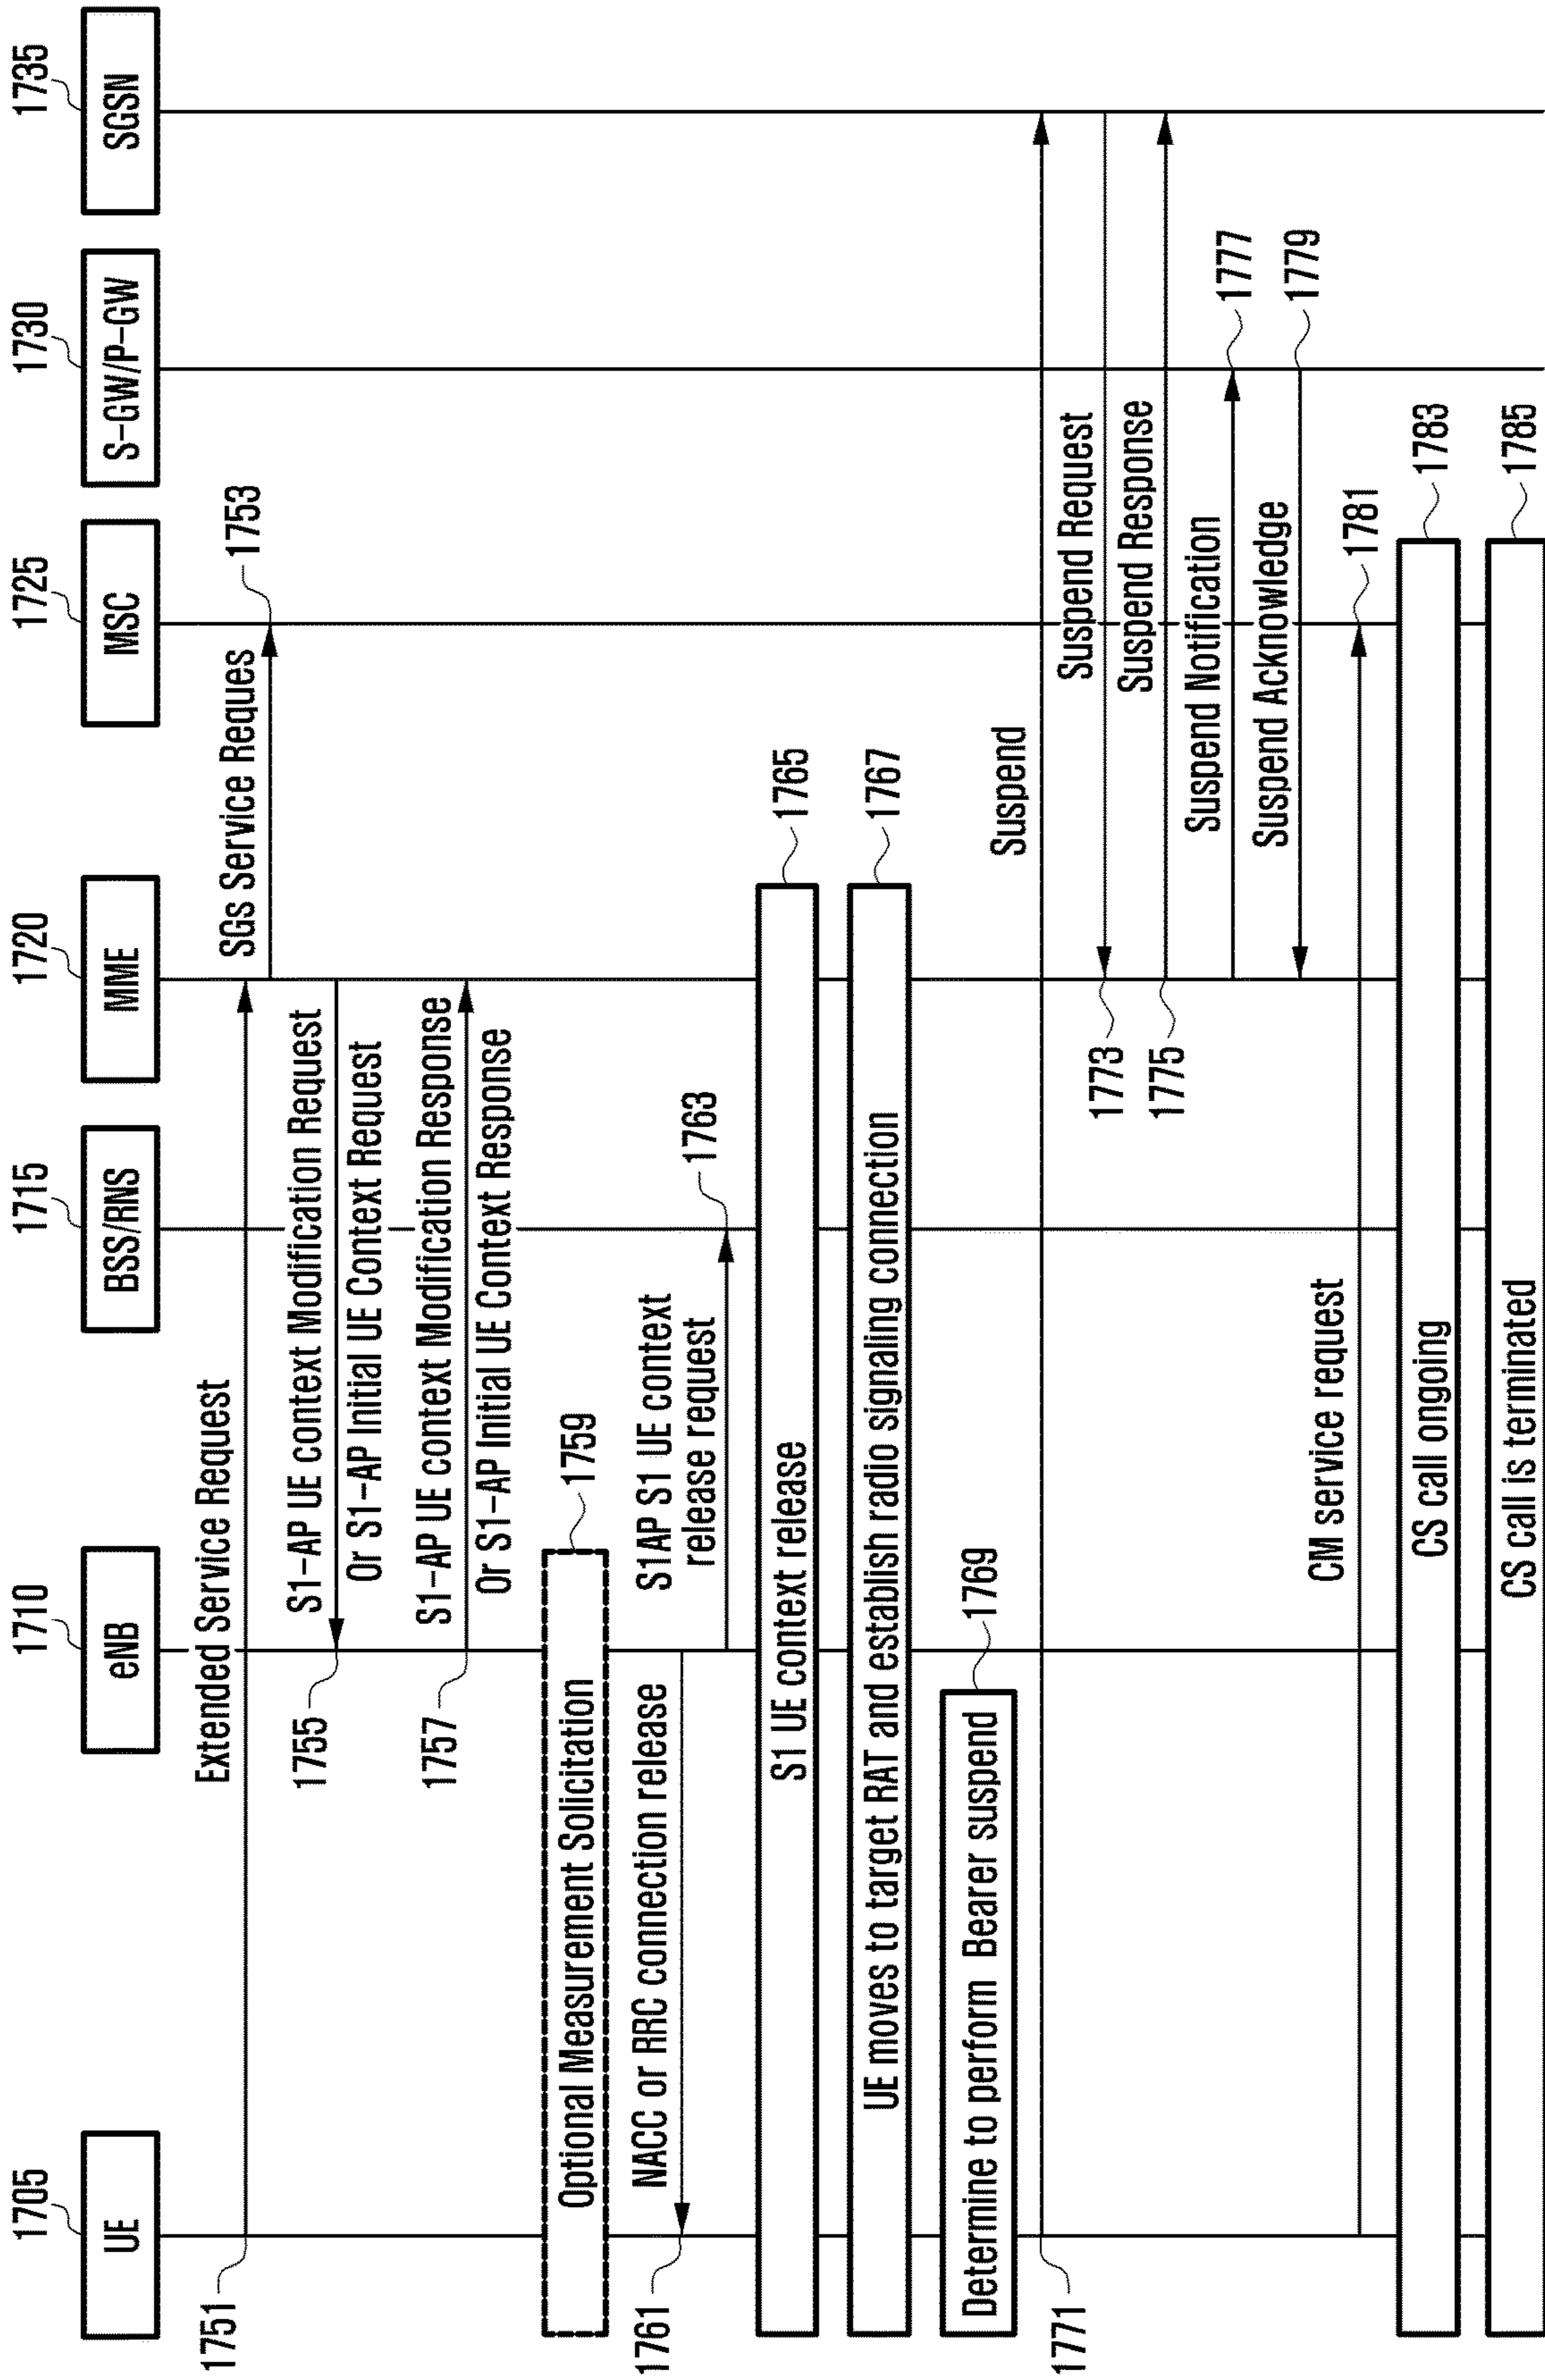 1705
1710
1715
1720
1725
1730
1735
UE
eNB
BSS/RNS
MME
MSC
S-GW/P-GW
SGSN
1751
Extended Service Request
SGs Service Reques
1753
1755
S1-AP UE context Modification Request
Or S1-AP Initial UE Context Request
1757
S1-AP UE context Modification Response
Or S1-AP Initial UE Context Response
Optional Measurement Solicitation
1759
1761
NACC or RRC connection release
S1AP S1 UE context
release request
1763
S1 UE context release
1765
UE moves to target RAT and establish radio signaling connection
1767
Determine to perform Bearer suspend
1769
1771
Suspend
1773
Suspend Request
1775
Suspend Response
Suspend Notification
1777
Suspend Acknowledge
1779
CM service request
1781
CS call ongoing
1783
CS call is terminated
1785